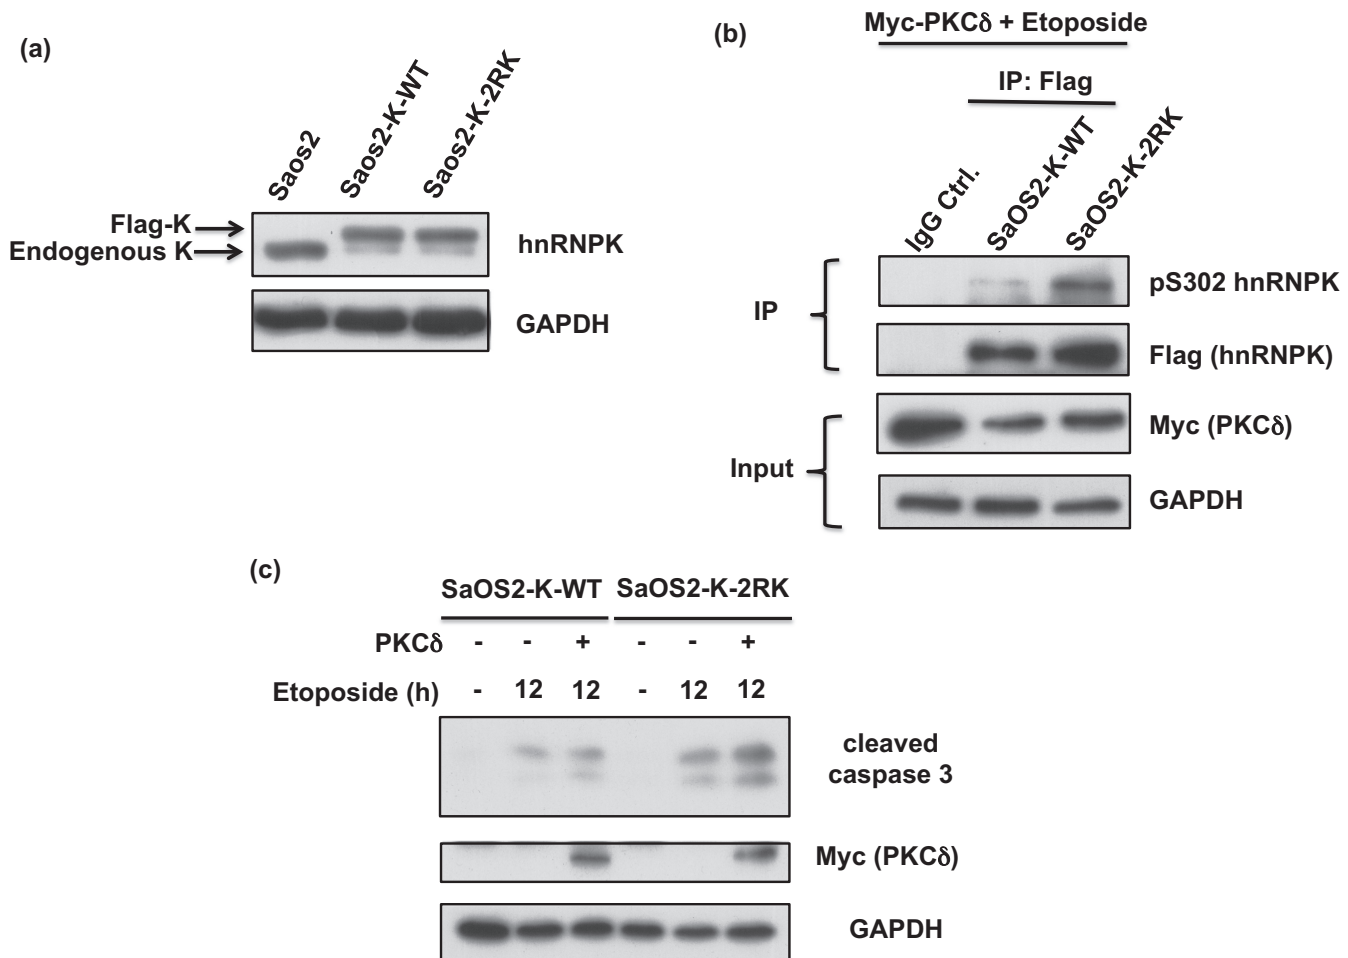 (a)
Saos2
Saos2-K-WT
Saos2-K-2RK
Flag-K
Endogenous K
hnRNPK
GAPDH
(b)
Myc-PKCδ + Etoposide
IP: Flag
IgG Ctrl.
SaOS2-K-WT
SaOS2-K-2RK
IP
pS302 hnRNPK
Flag (hnRNPK)
Input
Myc (PKCδ)
GAPDH
(c)
SaOS2-K-WT SaOS2-K-2RK
PKCδ - - + - - +
Etoposide (h) - 12 12 - 12 12
cleaved
caspase 3
Myc (PKCδ)
GAPDH